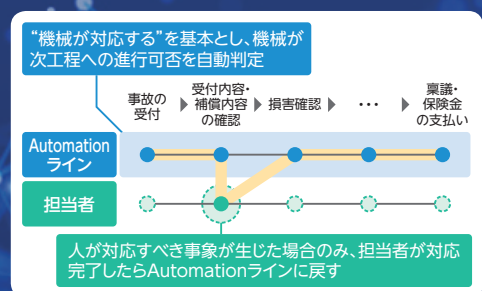 “機械が対応する”を基本とし、機械が
次工程への進行可否を自動判定
事故の
受付
▶
受付内容・
補償内容
の確認
▶
損害確認
▶
・・・
▶
稟議・
保険金
の支払い
Automation
ライン
担当者
人が対応すべき事象が生じた場合のみ、担当者が対応
完了したらAutomationラインに戻す